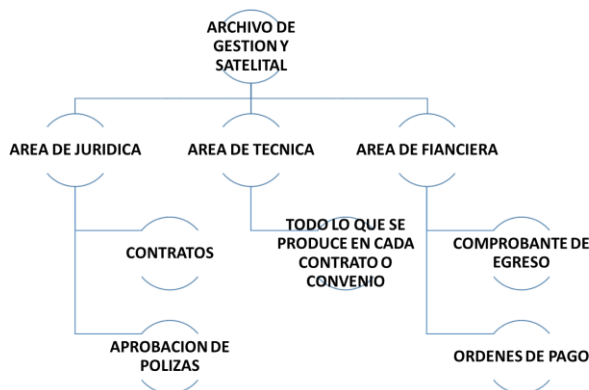 ARCHIVO DE
GESTION Y
SATELITAL
AREA DE JURIDICA
AREA DE TECNICA
AREA DE FIANCIERA
CONTRATOS
TODO LO QUE SE
PRODUCE EN CADA
CONTRATO O
CONVENIO
COMPROBANTE DE
EGRESO
APROBACION DE
POLIZAS
ORDENES DE PAGO